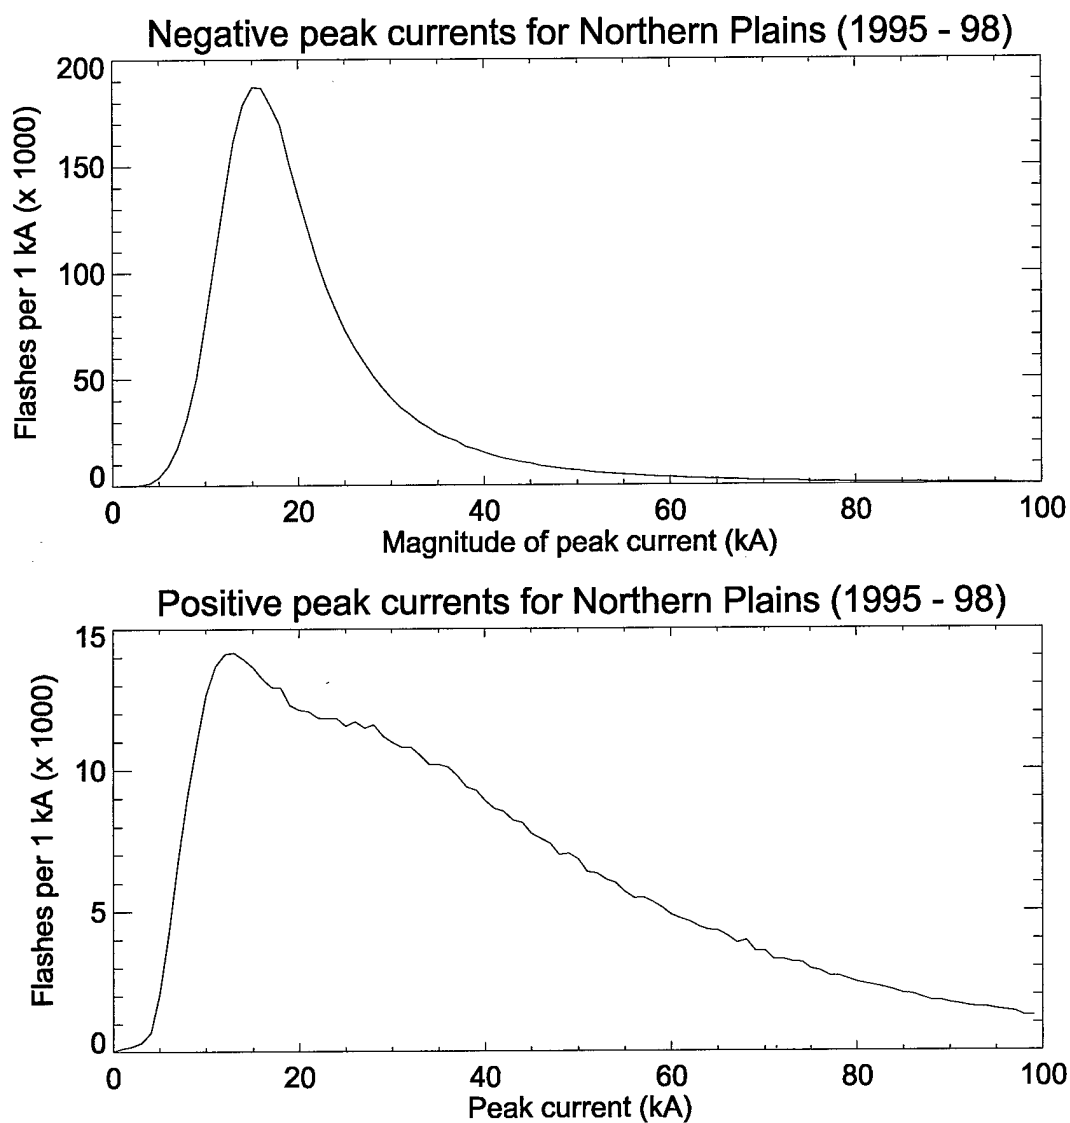 Negative peak currents for Northern Plains (1995 - 98)
200
150
100
50
0
Flashes per 1 kA (x 1000)
0 20 40 60 80 100
Magnitude of peak current (kA)
Positive peak currents for Northern Plains (1995 - 98)
15
10
5
0
Flashes per 1 kA (x 1000)
0 20 40 60 80 100
Peak current (kA)